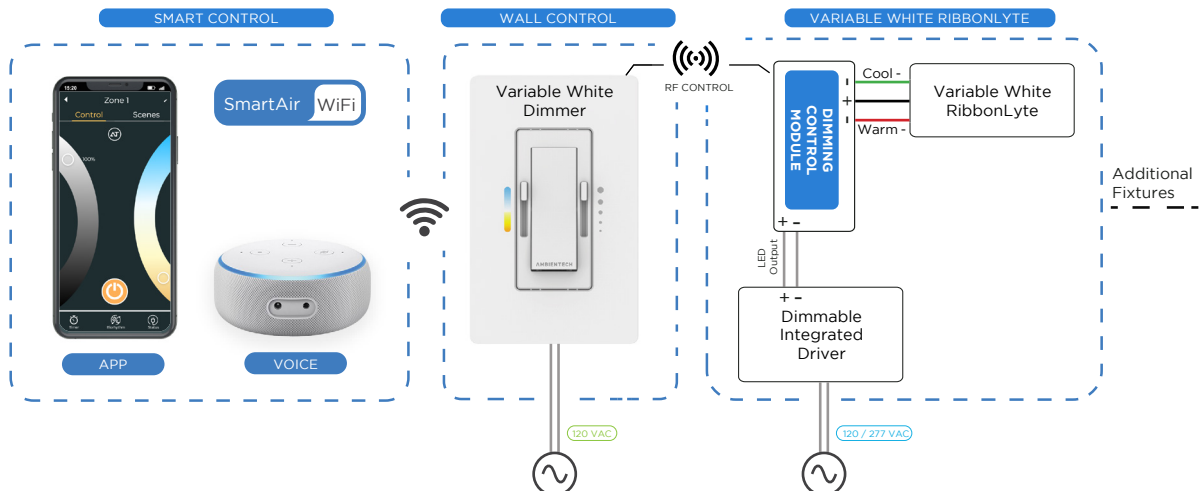 SMART CONTROL
WALL CONTROL
VARIABLE WHITE RIBBONLYTE
15:20
Zone 1
Control Scenes
100%
Timer
Status
SmartAir WiFi
APP
VOICE
Variable White
Dimmer
AMBIENTECH
120 VAC
RF CONTROL
DIMMING
CONTROL
MODULE
-
+
-
Cool -
Warm -
Variable White
RibbonLyte
+ -
LED
Output
+ -
Dimmable
Integrated
Driver
120 / 277 VAC
Additional
Fixtures